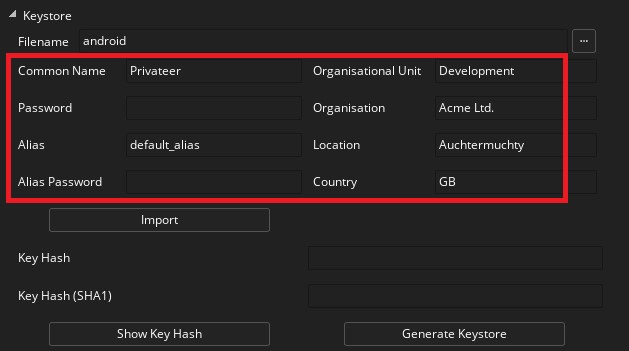 Keystore
Filename android ...
Common Name Privateer Organisational Unit Development
Password Organisation Acme Ltd.
Alias default_alias Location Auchtermuchty
Alias Password Country GB
Import
Key Hash
Key Hash (SHA1)
Show Key Hash Generate Keystore